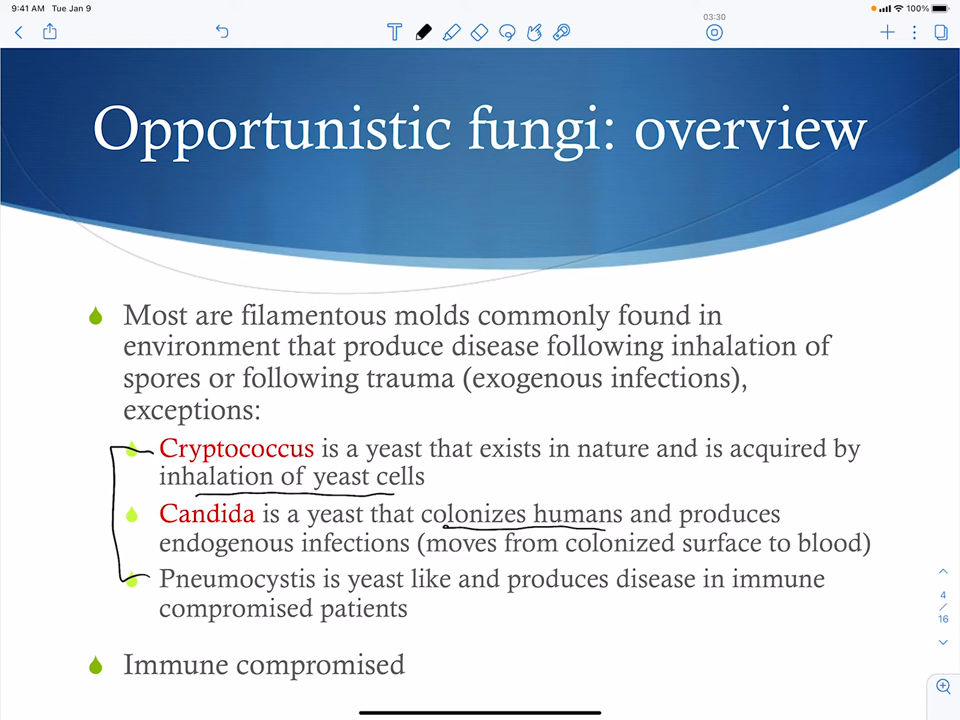 9:41 AM Tue Jan 9
100%
03:30
Opportunistic fungi: overview
Most are filamentous molds commonly found in
environment that produce disease following inhalation of
spores or following trauma (exogenous infections),
exceptions:
Cryptococcus is a yeast that exists in nature and is acquired by
inhalation of yeast cells
Candida is a yeast that colonizes humans and produces
endogenous infections (moves from colonized surface to blood)
Pneumocystis is yeast like and produces disease in immune
compromised patients
Immune compromised
4
/
16